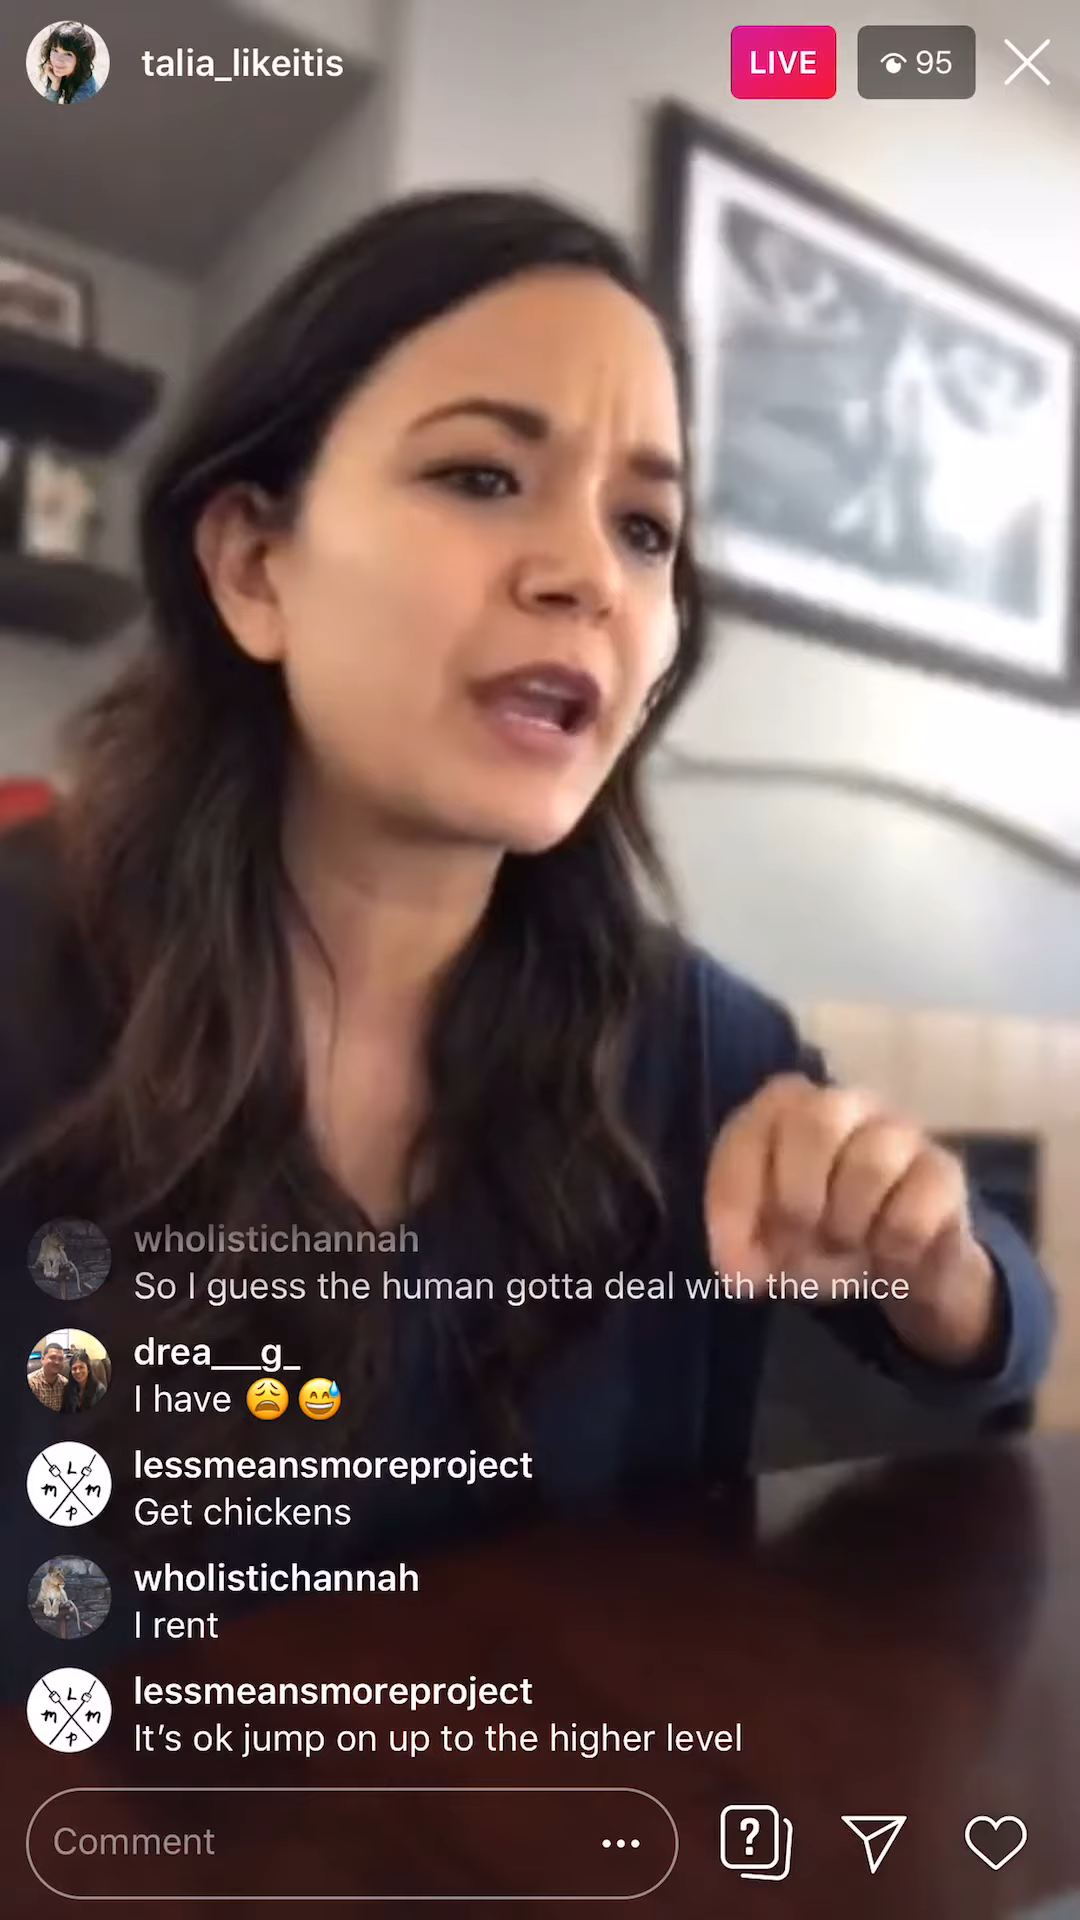 talia_likeitis
LIVE
95
wholistichannah
So I guess the human gotta deal with the mice
drea___g_
I have 😩😅
L
m m
P
lessmeansmoreproject
Get chickens
wholistichannah
I rent
L
m m
P
lessmeansmoreproject
It’s ok jump on up to the higher level
Comment
?